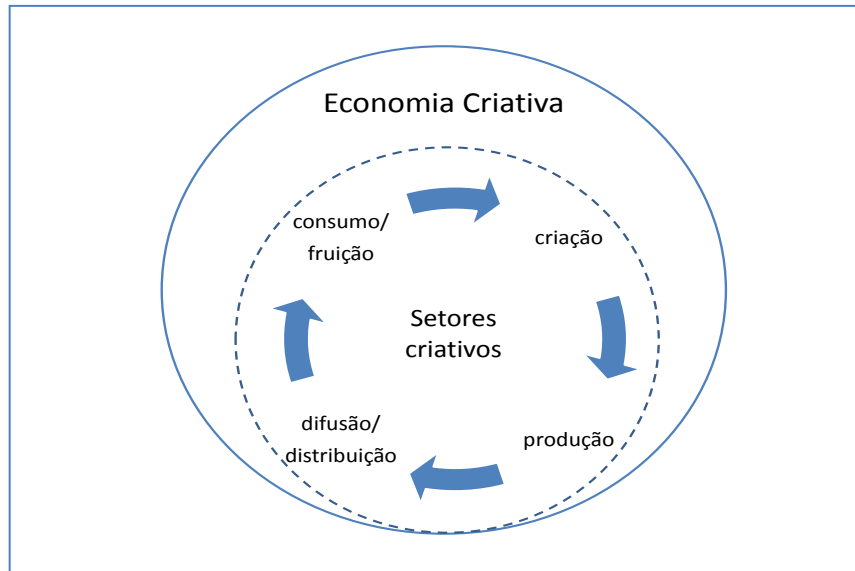 Economia Criativa
consumo/
fruição
criação
Setores
criativos
difusão/
distribuição
produção